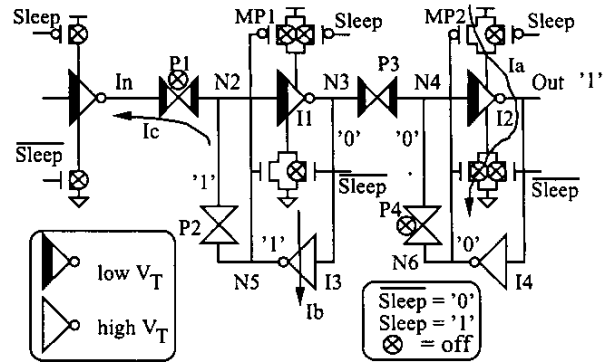 Sleep
MP1
Sleep
MP2
Sleep
P1
P3
Ia
In
N2
N3
N4
Out '1'
I1
I2
Ic
'0'
'0'
Sleep
'1'
Sleep
Sleep
P2
P4
'1'
'0'
N5
I3
N6
I4
Ib
low VT
high VT
Sleep = '0'
Sleep = '1'
= off